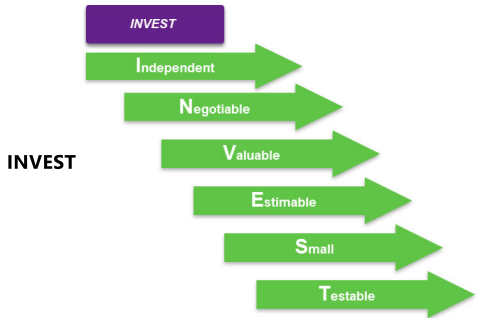 INVEST
Independent
Negotiable
Valuable
INVEST
Estimable
Small
Testable